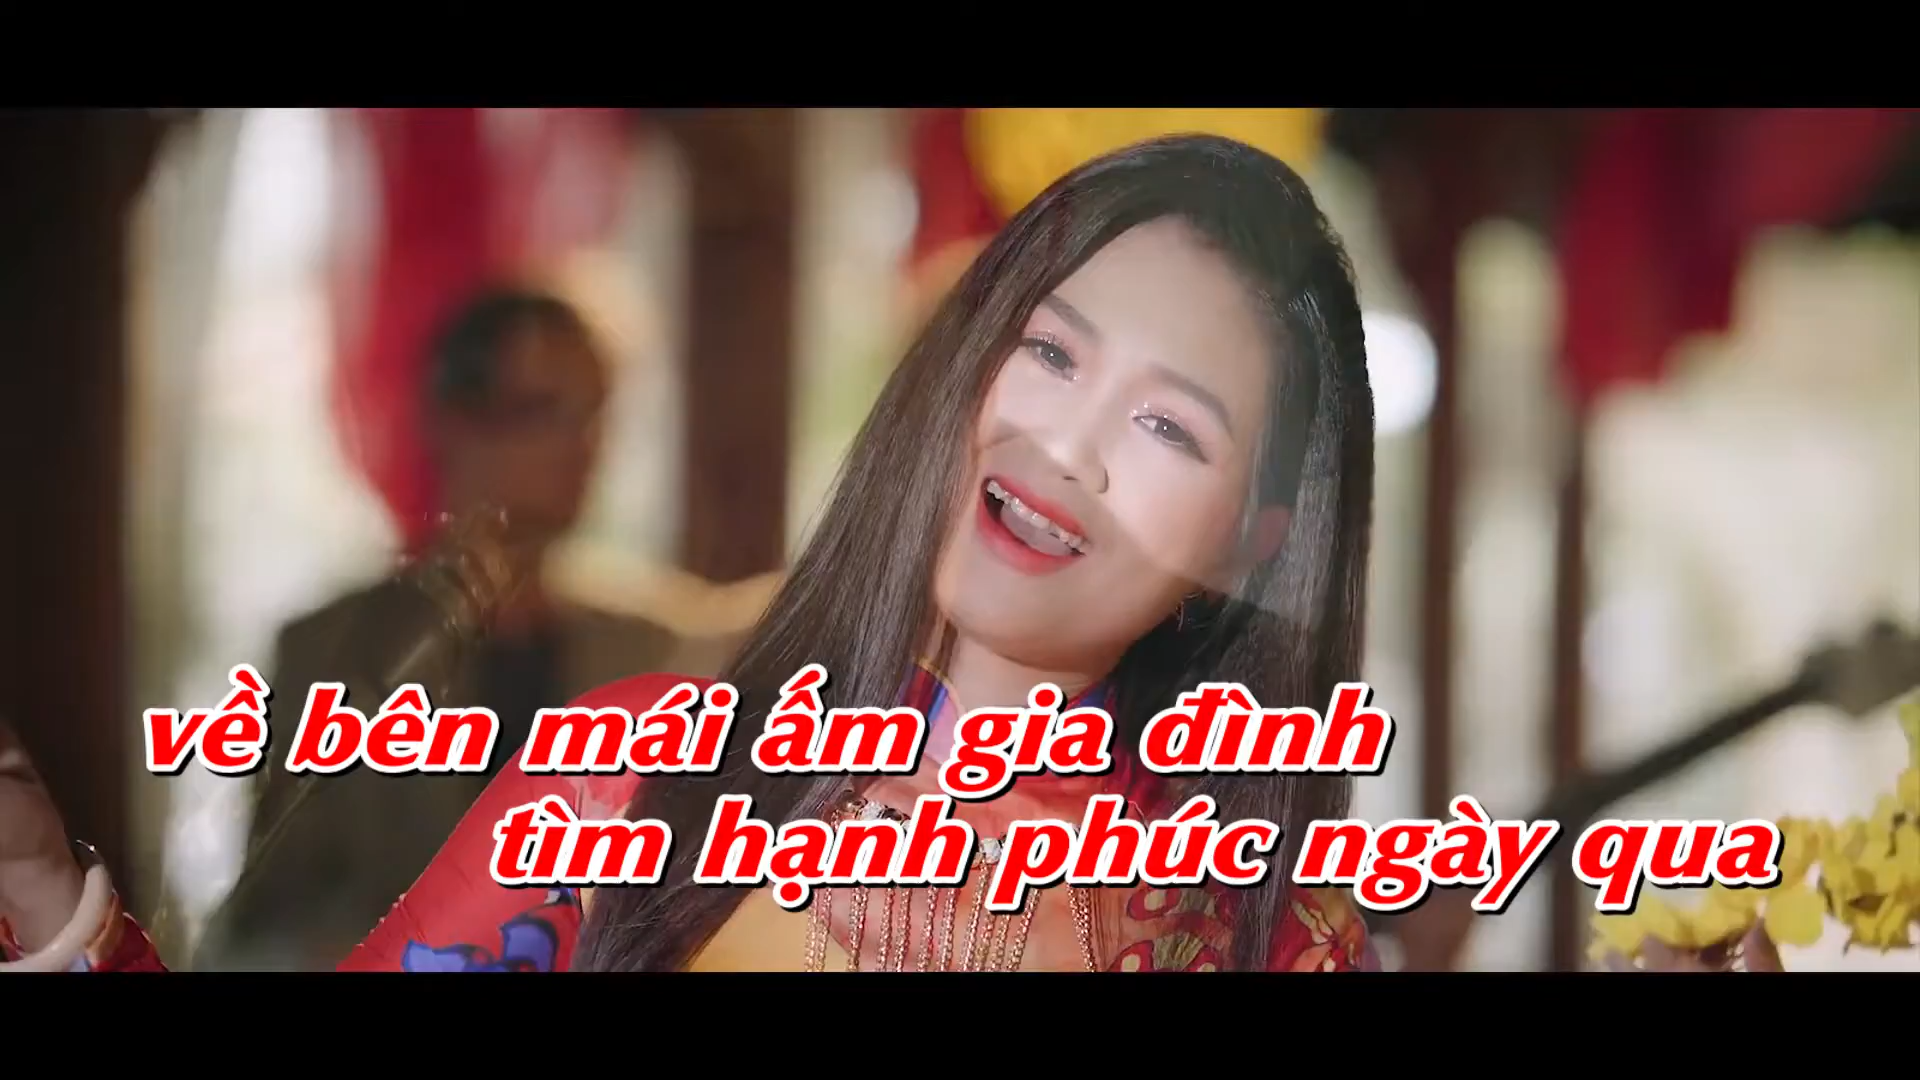 về bên mái ấm gia đình
tìm hạnh phúc ngày qua